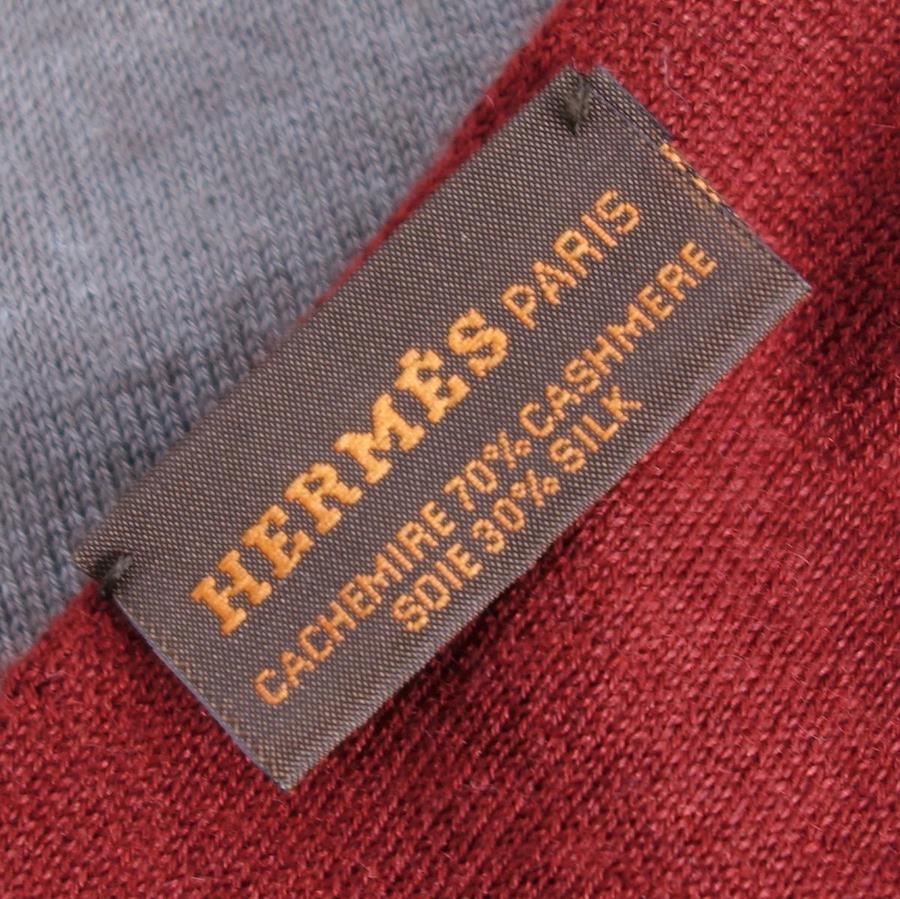 HERMÈS PARIS
CACHEMIRE 70% CASHMERE
SOIE 30% SILK